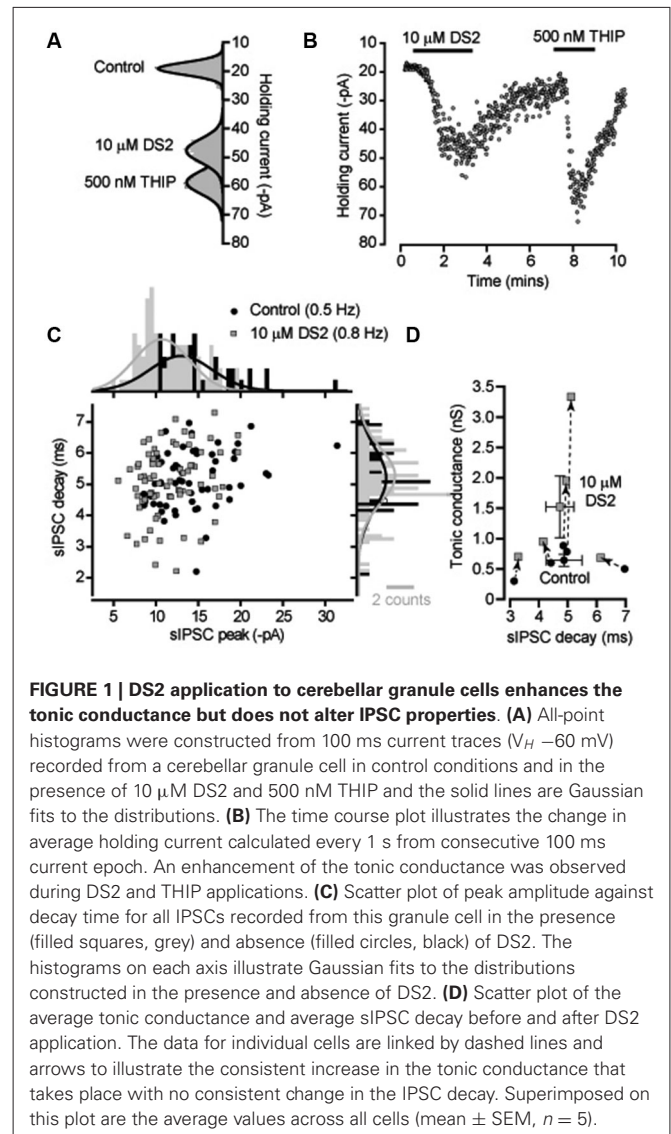 A
Control
10 μM DS2
500 nM THIP
10
20
30
40
50
60
70
80
Holding current (-pA)
B
10 μM DS2
500 nM THIP
Holding current (-pA)
10
20
30
40
50
60
70
80
0
2
4
6
8
10
Time (mins)
C
Control (0.5 Hz)
10 μM DS2 (0.8 Hz)
sIPSC decay (ms)
7
6
5
4
3
2
5
10
15
20
25
30
sIPSC peak (-pA)
2 counts
D
Tonic conductance (nS)
3.5
3.0
2.5
2.0
1.5
1.0
0.5
0
10 μM
DS2
Control
3
4
5
6
7
sIPSC decay (ms)
FIGURE 1 | DS2 application to cerebellar granule cells enhances the
tonic conductance but does not alter IPSC properties. (A) All-point
histograms were constructed from 100 ms current traces (VH −60 mV)
recorded from a cerebellar granule cell in control conditions and in the
presence of 10 μM DS2 and 500 nM THIP and the solid lines are Gaussian
fits to the distributions. (B) The time course plot illustrates the change in
average holding current calculated every 1 s from consecutive 100 ms
current epoch. An enhancement of the tonic conductance was observed
during DS2 and THIP applications. (C) Scatter plot of peak amplitude against
decay time for all IPSCs recorded from this granule cell in the presence
(filled squares, grey) and absence (filled circles, black) of DS2. The
histograms on each axis illustrate Gaussian fits to the distributions
constructed in the presence and absence of DS2. (D) Scatter plot of the
average tonic conductance and average sIPSC decay before and after DS2
application. The data for individual cells are linked by dashed lines and
arrows to illustrate the consistent increase in the tonic conductance that
takes place with no consistent change in the IPSC decay. Superimposed on
this plot are the average values across all cells (mean ± SEM, n = 5).